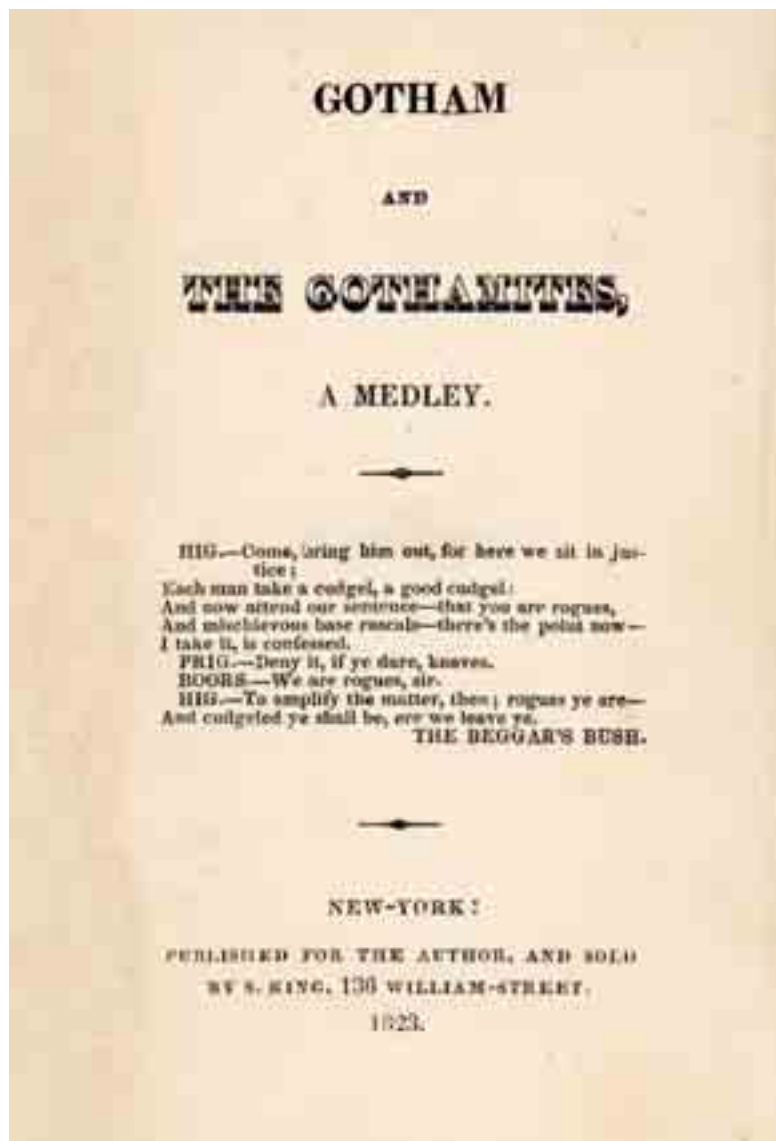 GOTHAM
AND
THE GOTHAMITES,
A MEDLEY.
HIG.—Come, bring him out, for here we sit in jus-
tice;
Each man take a cudgel, a good cudgel:
And now attend our sentence—that you are rogues,
And mischievous base rascals—there's the point now—
I take it, is confessed.
PRIG.—Deny it, if ye dare, knaves.
BOORS.—We are rogues, sir.
HIG.—To amplify the matter, then; rogues ye are—
And cudgeled ye shall be, ere we leave ye.
THE BEGGAR'S BUSH.
NEW-YORK:
PUBLISHED FOR THE AUTHOR, AND SOLD
BY S. KING, 136 WILLIAM-STREET.
1823.